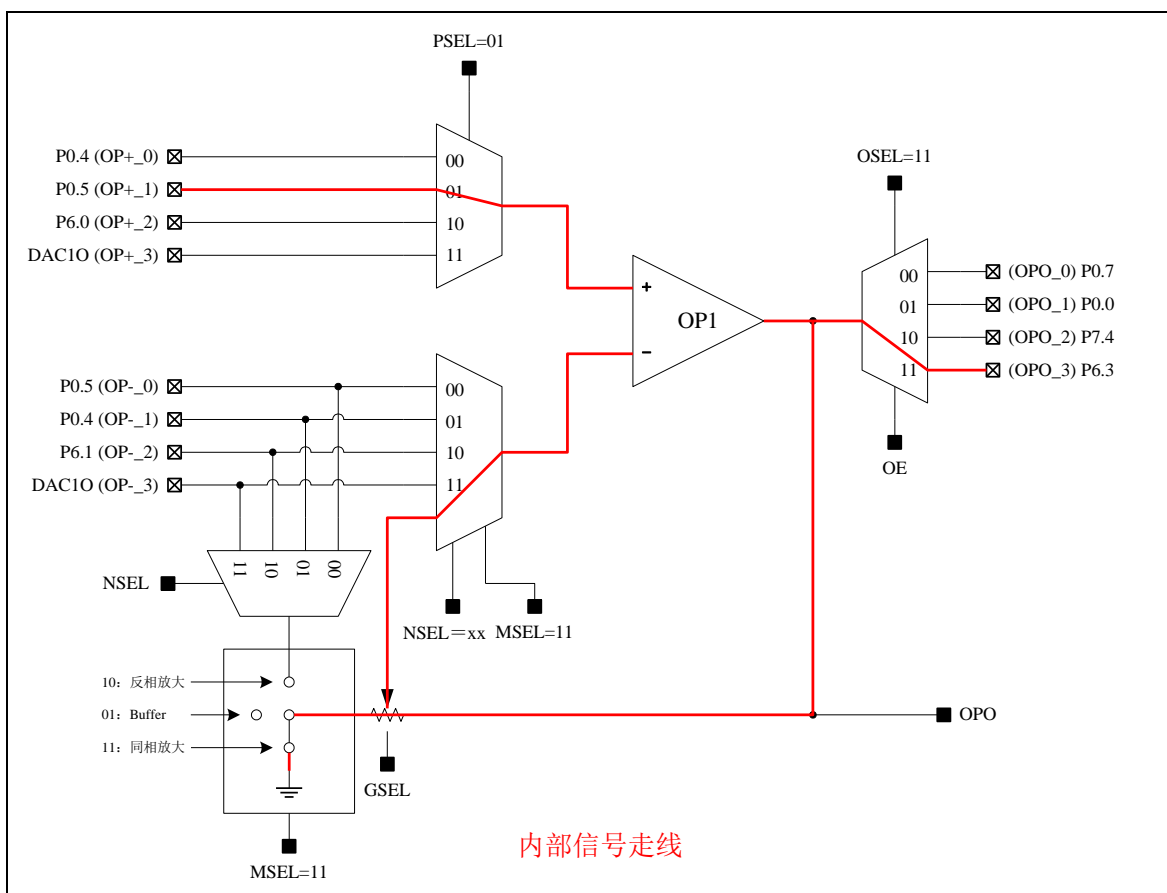 PSEL=01
P0.4 (OP+_0)
P0.5 (OP+_1)
P6.0 (OP+_2)
DAC1O (OP+_3)
00
01
10
11
OSEL=11
00
01
10
11
(OPO_0) P0.7
(OPO_1) P0.0
(OPO_2) P7.4
(OPO_3) P6.3
OE
+
−
OP1
P0.5 (OP-_0)
P0.4 (OP-_1)
P6.1 (OP-_2)
DAC1O (OP-_3)
00
01
10
11
11
10
01
00
NSEL
NSEL=xx
MSEL=11
10：反相放大
01：Buffer
11：同相放大
GSEL
OPO
MSEL=11
内部信号走线